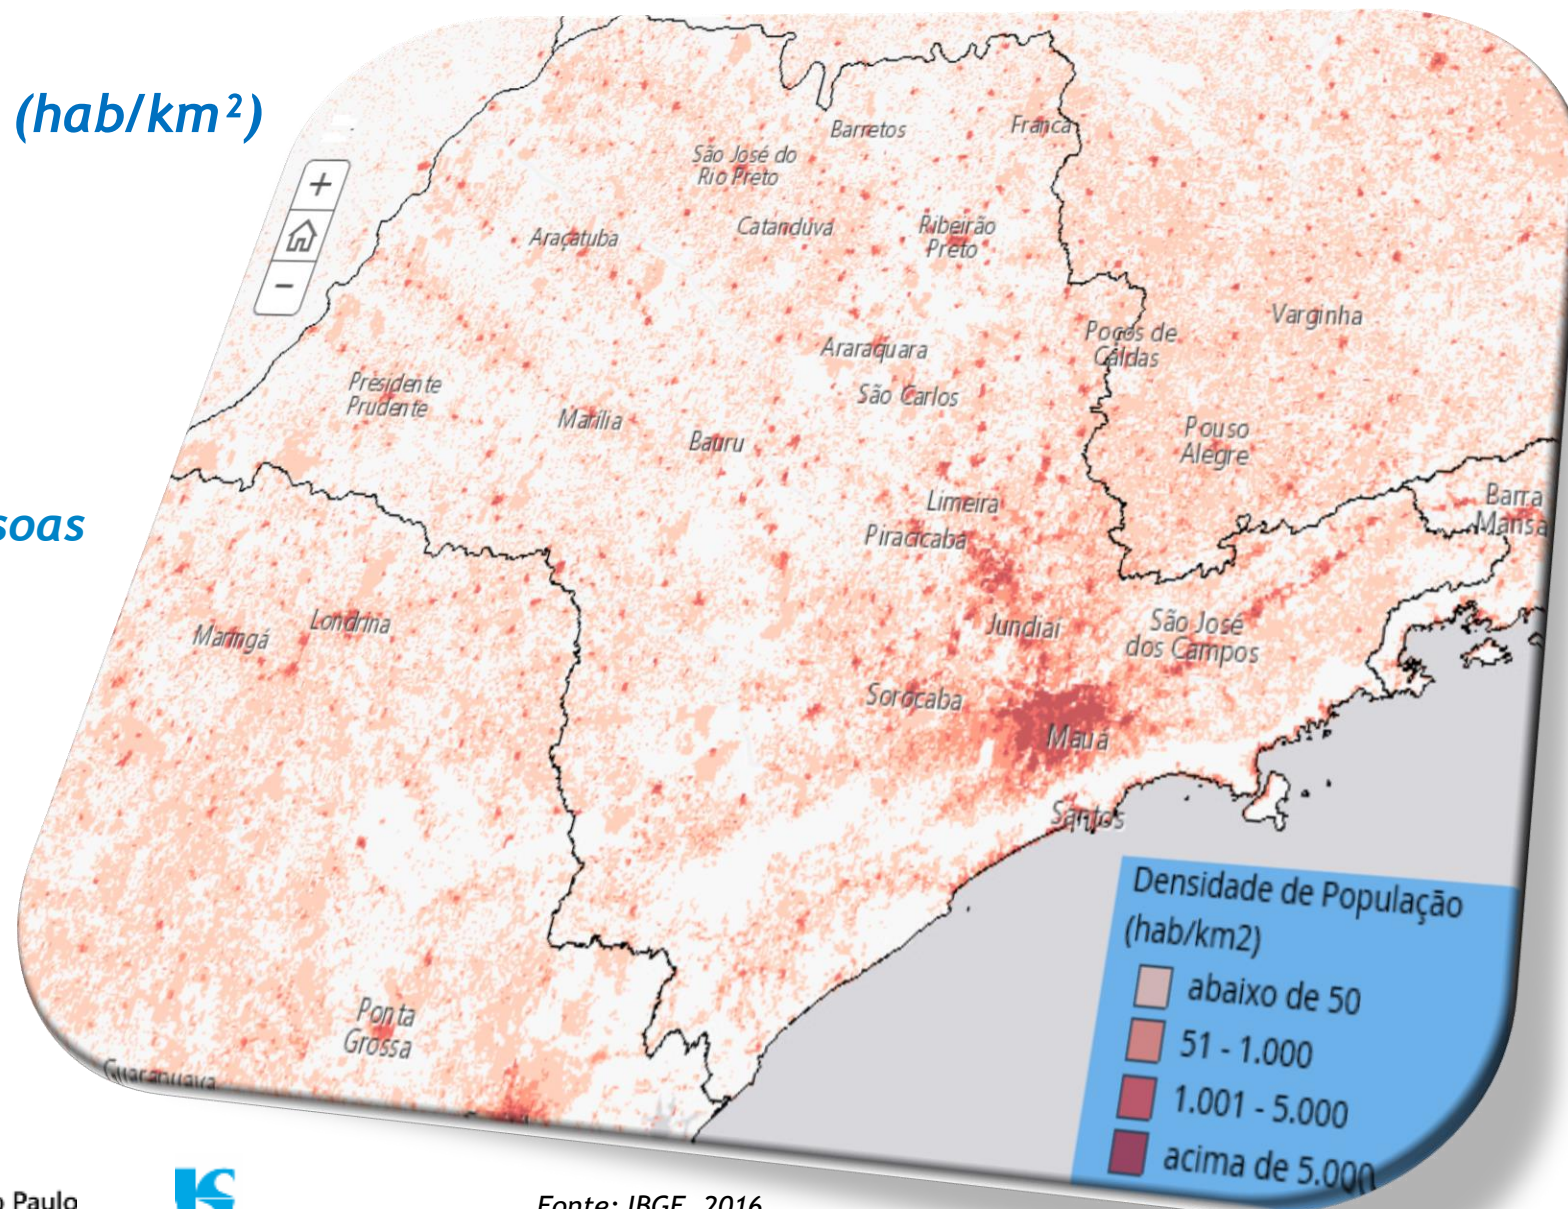 (hab/km²)
soas
+
−
Barretos
Franca
São José do
Rio Preto
Catanduva
Ribeirão
Preto
Araçatuba
Varginha
Poços de
Caldas
Araraquara
São Carlos
Presidente
Prudente
Marília
Bauru
Pouso
Alegre
Limeira
Piracicaba
Barra
Mansa
Jundiaí
São José
dos Campos
Maringá
Londrina
Sorocaba
Mauá
Santos
Densidade de População
(hab/km2)
abaixo de 50
51 - 1.000
1.001 - 5.000
acima de 5.000
Ponta
Grossa
Guarapuava
Paulo
Fonte: IBGE, 2016